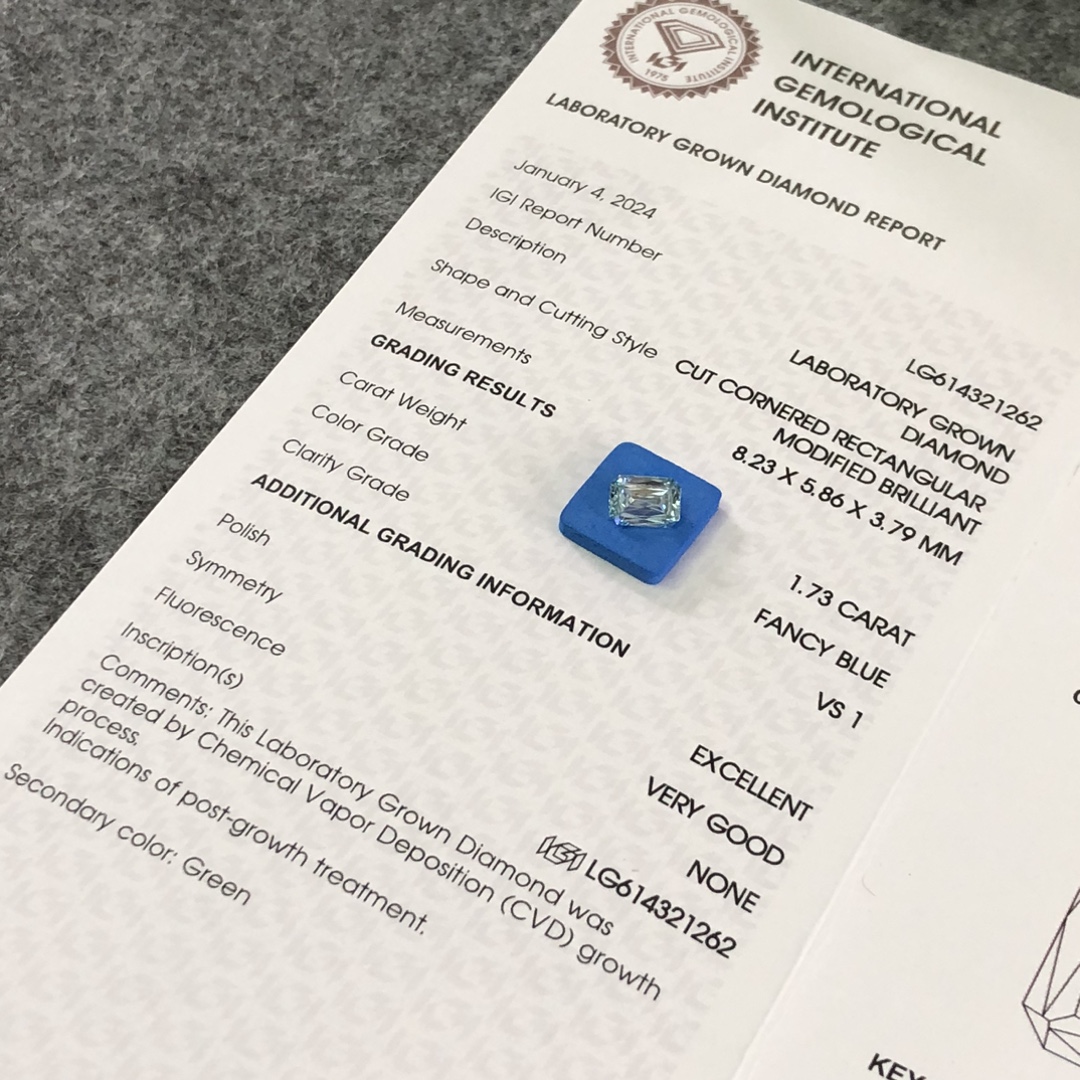 INTERNATIONAL GEMOLOGICAL INSTITUTE
IGI
1975
INTERNATIONAL
GEMOLOGICAL
INSTITUTE
LABORATORY GROWN DIAMOND REPORT
January 4, 2024
IGI Report Number LG614321262
Description LABORATORY GROWN
DIAMOND
Shape and Cutting Style CUT CORNERED RECTANGULAR
MODIFIED BRILLIANT
Measurements 8.23 X 5.86 X 3.79 MM
GRADING RESULTS
Carat Weight 1.73 CARAT
Color Grade FANCY BLUE
Clarity Grade VS 1
ADDITIONAL GRADING INFORMATION
Polish EXCELLENT
Symmetry VERY GOOD
Fluorescence NONE
Inscription(s) IGI LG614321262
Comments: This Laboratory Grown Diamond was
created by Chemical Vapor Deposition (CVD) growth
process.
Indications of post-growth treatment.
Secondary color: Green
KEY